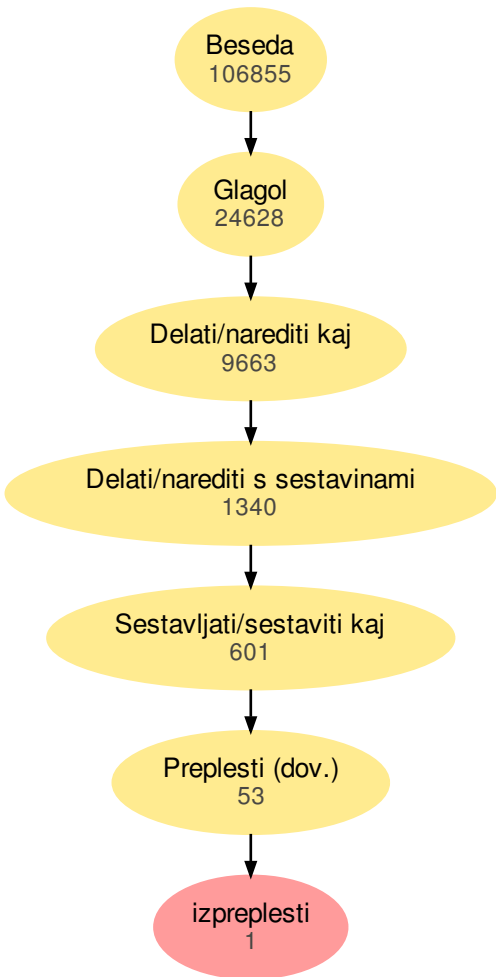 Beseda
106855
Glagol
24628
Delati/narediti kaj
9663
Delati/narediti s sestavinami
1340
Sestavljati/sestaviti kaj
601
Preplesti (dov.)
53
izpreplesti
1